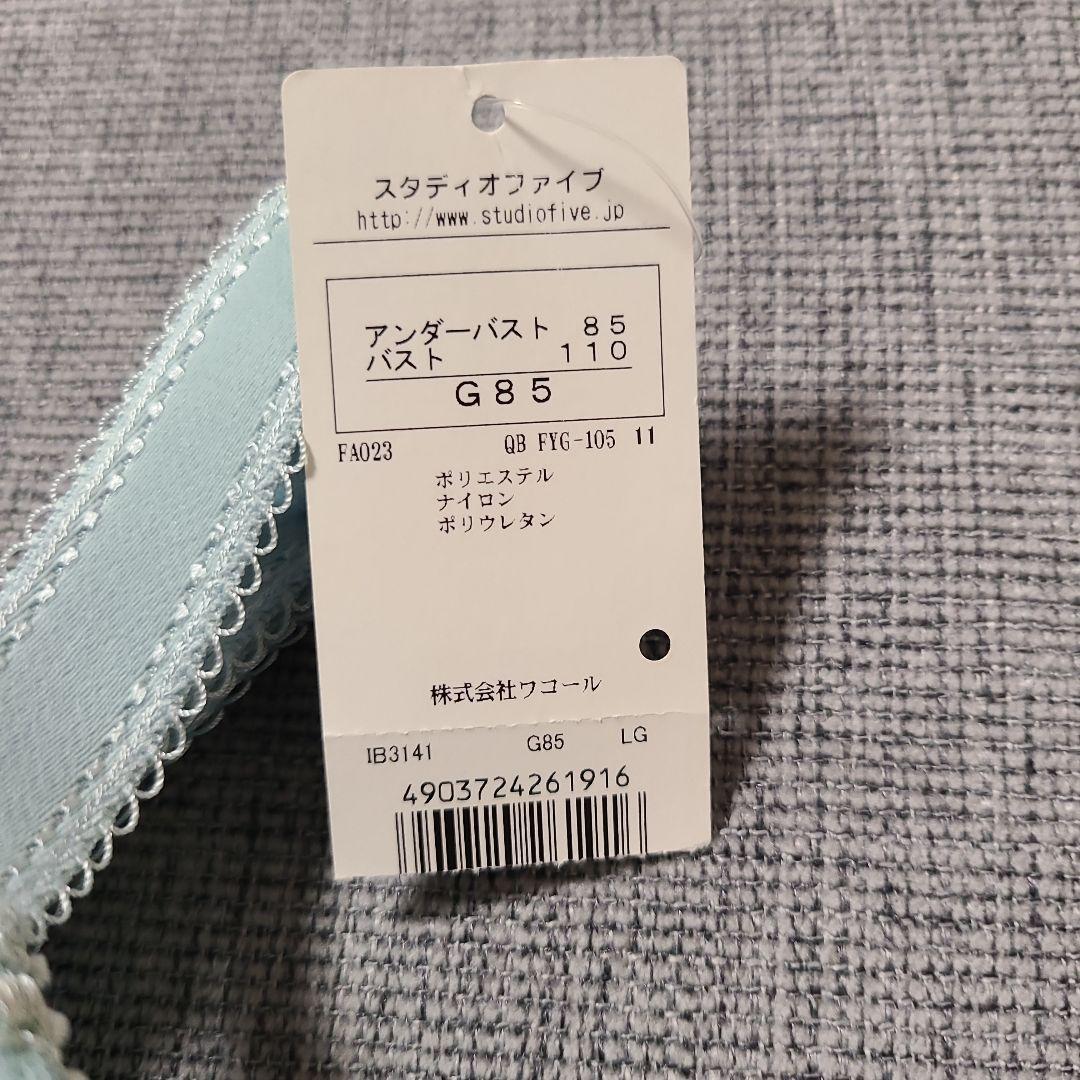 スタディオファイブ
http://www.studiofive.jp
アンダーバスト 85
バスト 110
G85
FA023 QB FYG-105 11
ポリエステル
ナイロン
ポリウレタン
株式会社ワコール
IB3141 G85 LG
4903724261916